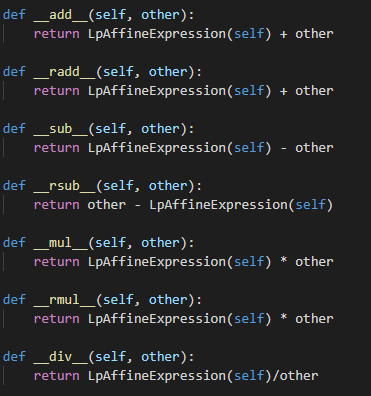 def __add__(self, other):
    return LpAffineExpression(self) + other
def __radd__(self, other):
    return LpAffineExpression(self) + other
def __sub__(self, other):
    return LpAffineExpression(self) - other
def __rsub__(self, other):
    return other - LpAffineExpression(self)
def __mul__(self, other):
    return LpAffineExpression(self) * other
def __rmul__(self, other):
    return LpAffineExpression(self) * other
def __div__(self, other):
    return LpAffineExpression(self)/other